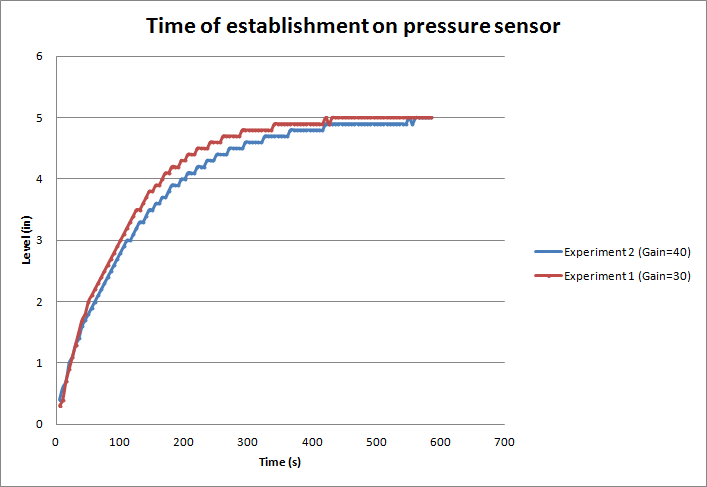 Time of establishment on pressure sensor
6
5
4
3
2
1
0
Level (in)
0 100 200 300 400 500 600 700
Time (s)
Experiment 2 (Gain=40)
Experiment 1 (Gain=30)